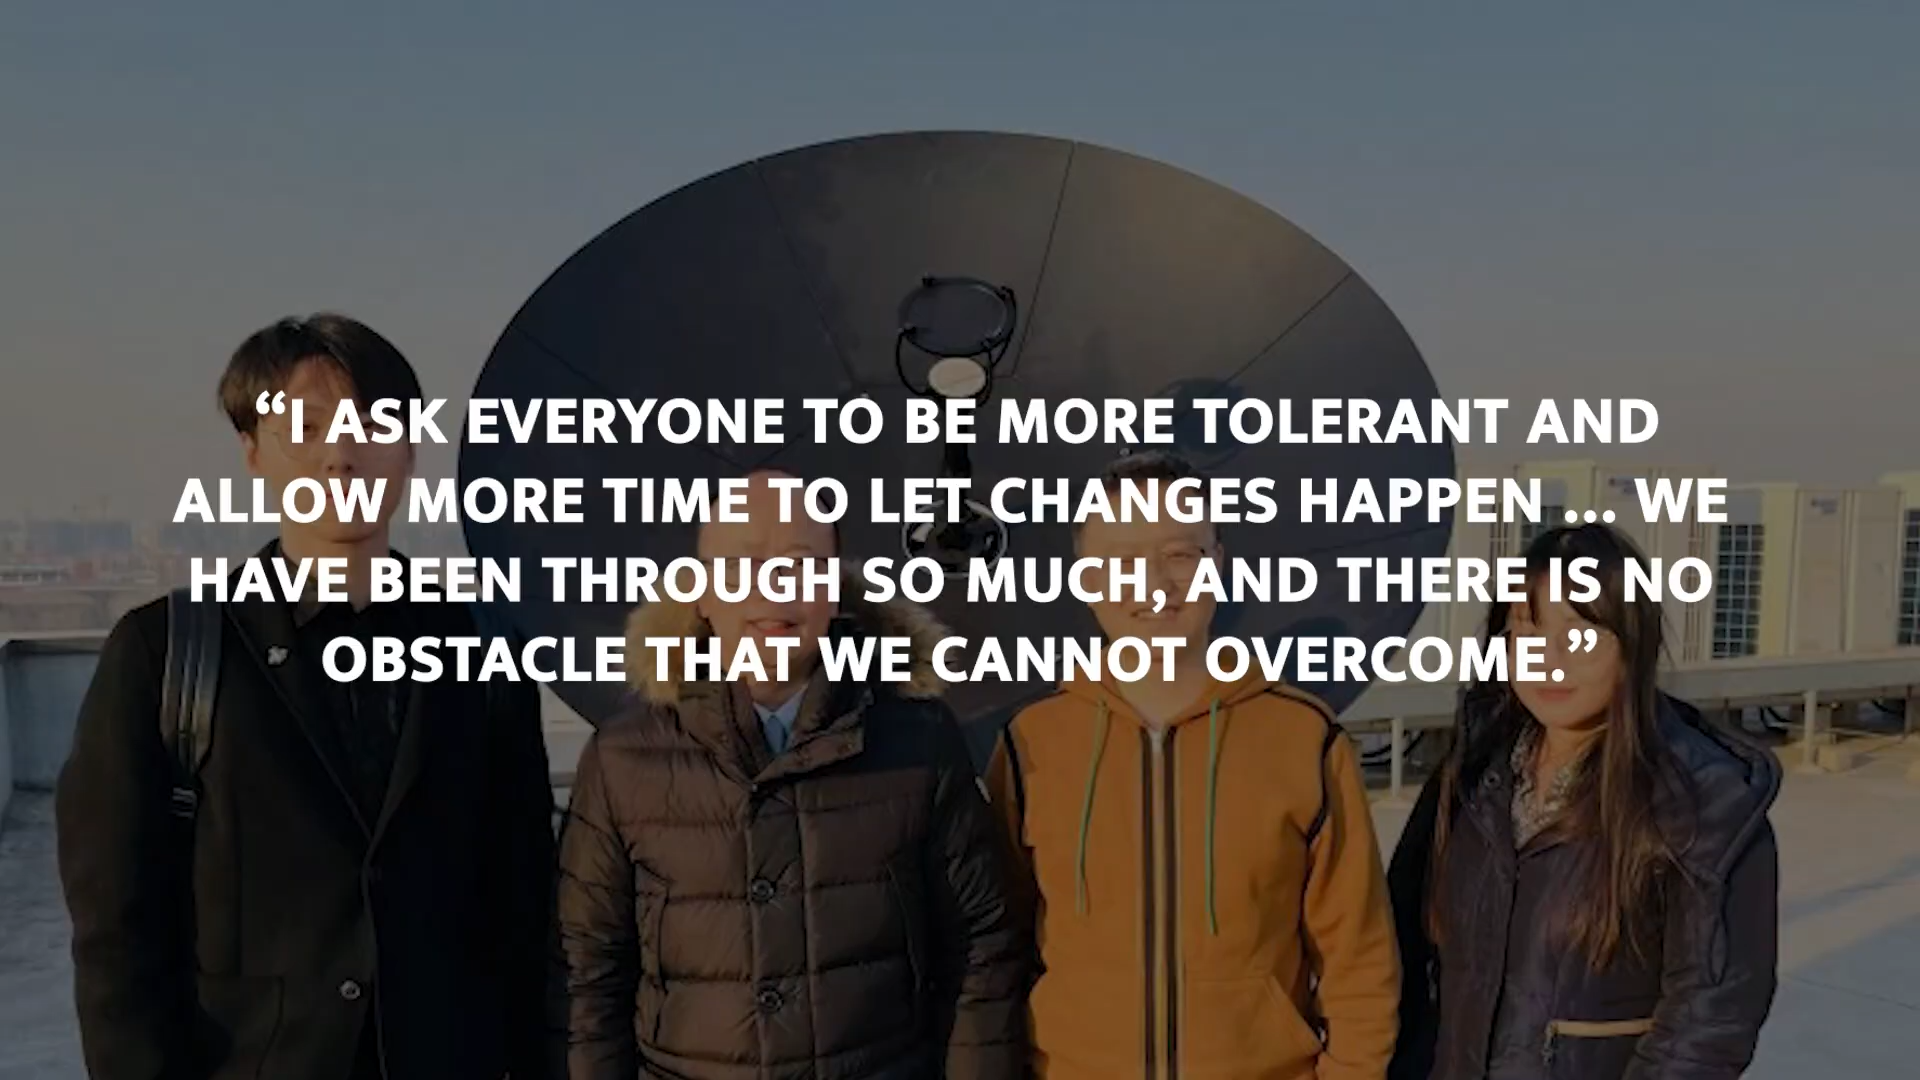 “I ASK EVERYONE TO BE MORE TOLERANT AND
ALLOW MORE TIME TO LET CHANGES HAPPEN ... WE
HAVE BEEN THROUGH SO MUCH, AND THERE IS NO
OBSTACLE THAT WE CANNOT OVERCOME.”